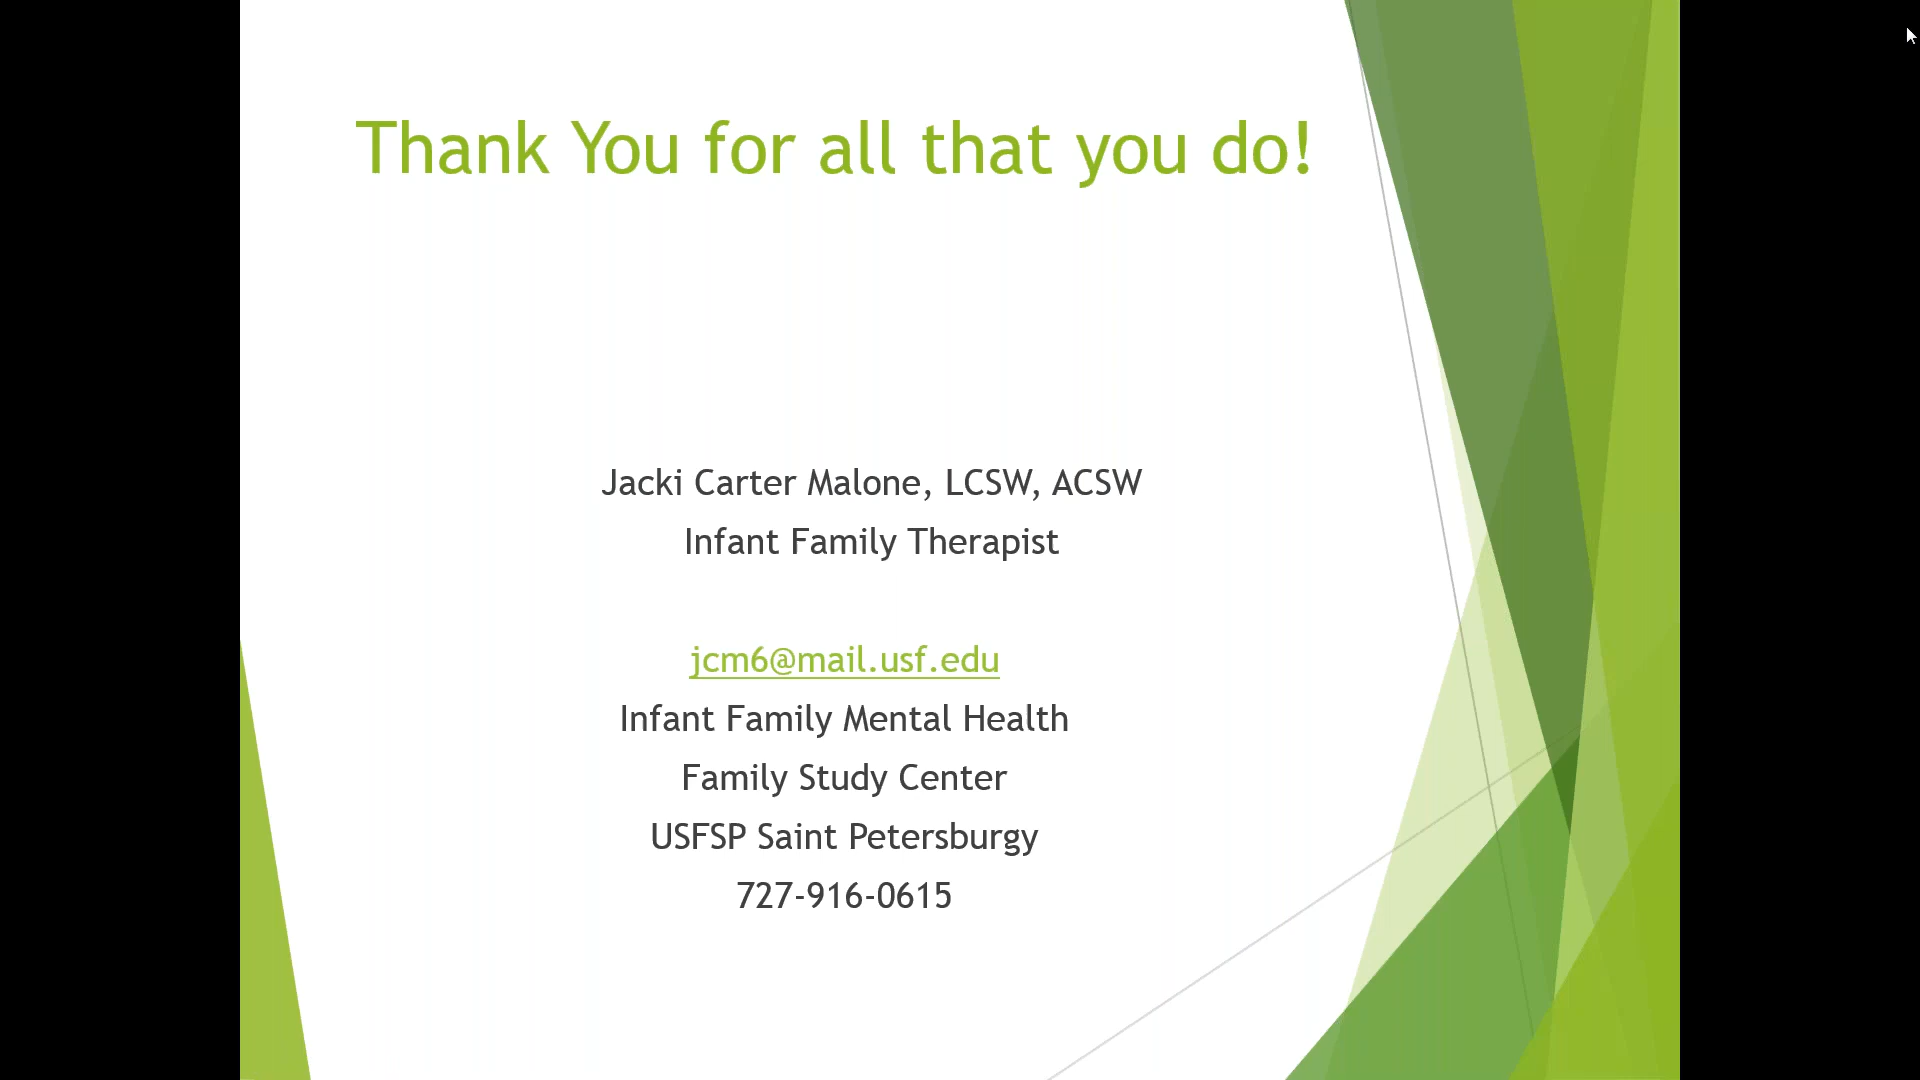 Thank You for all that you do!
Jacki Carter Malone, LCSW, ACSW
Infant Family Therapist
jcm6@mail.usf.edu
Infant Family Mental Health
Family Study Center
USFSP Saint Petersburgy
727-916-0615